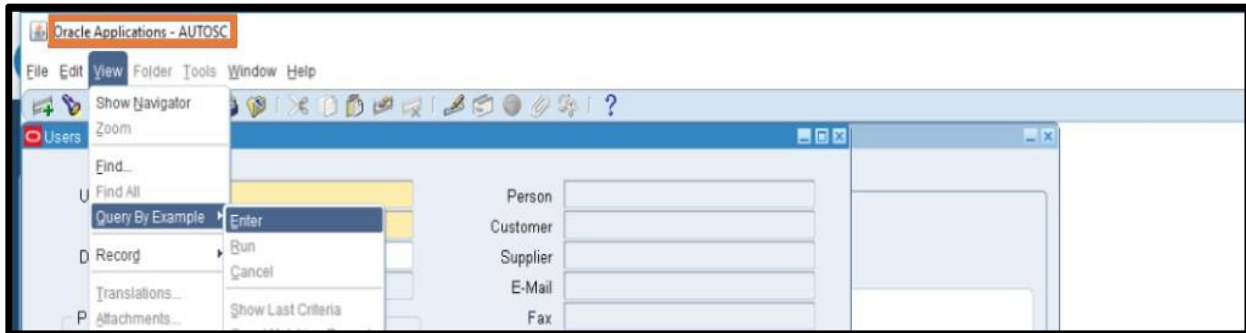 Oracle Applications - AUTOSC
File Edit View Folder Tools Window Help
Show Navigator
?
Users
Zoom
Find...
U
Find All
Person
Query By Example
Enter
Customer
D
Record
Run
Supplier
Cancel
E-Mail
Translations...
Show Last Criteria
Fax
P
Attachments...